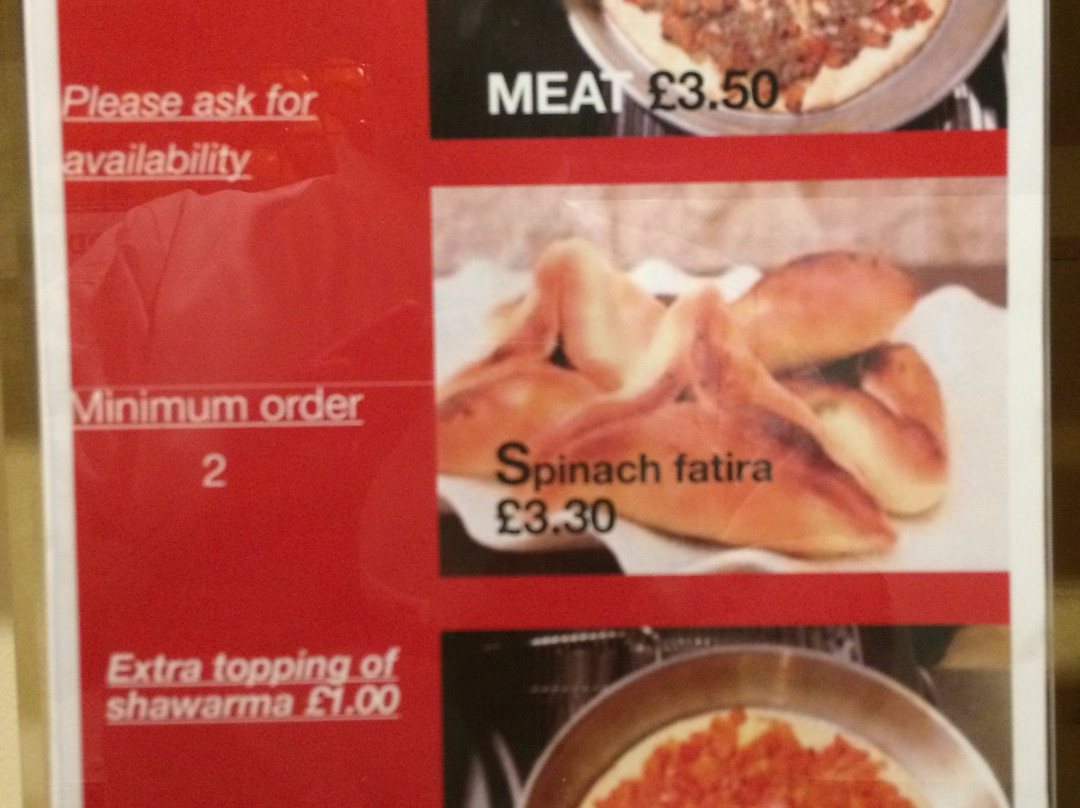 Please ask for
availability
MEAT £3.50
Minimum order
2
Spinach fatira
£3.30
Extra topping of
shawarma £1.00